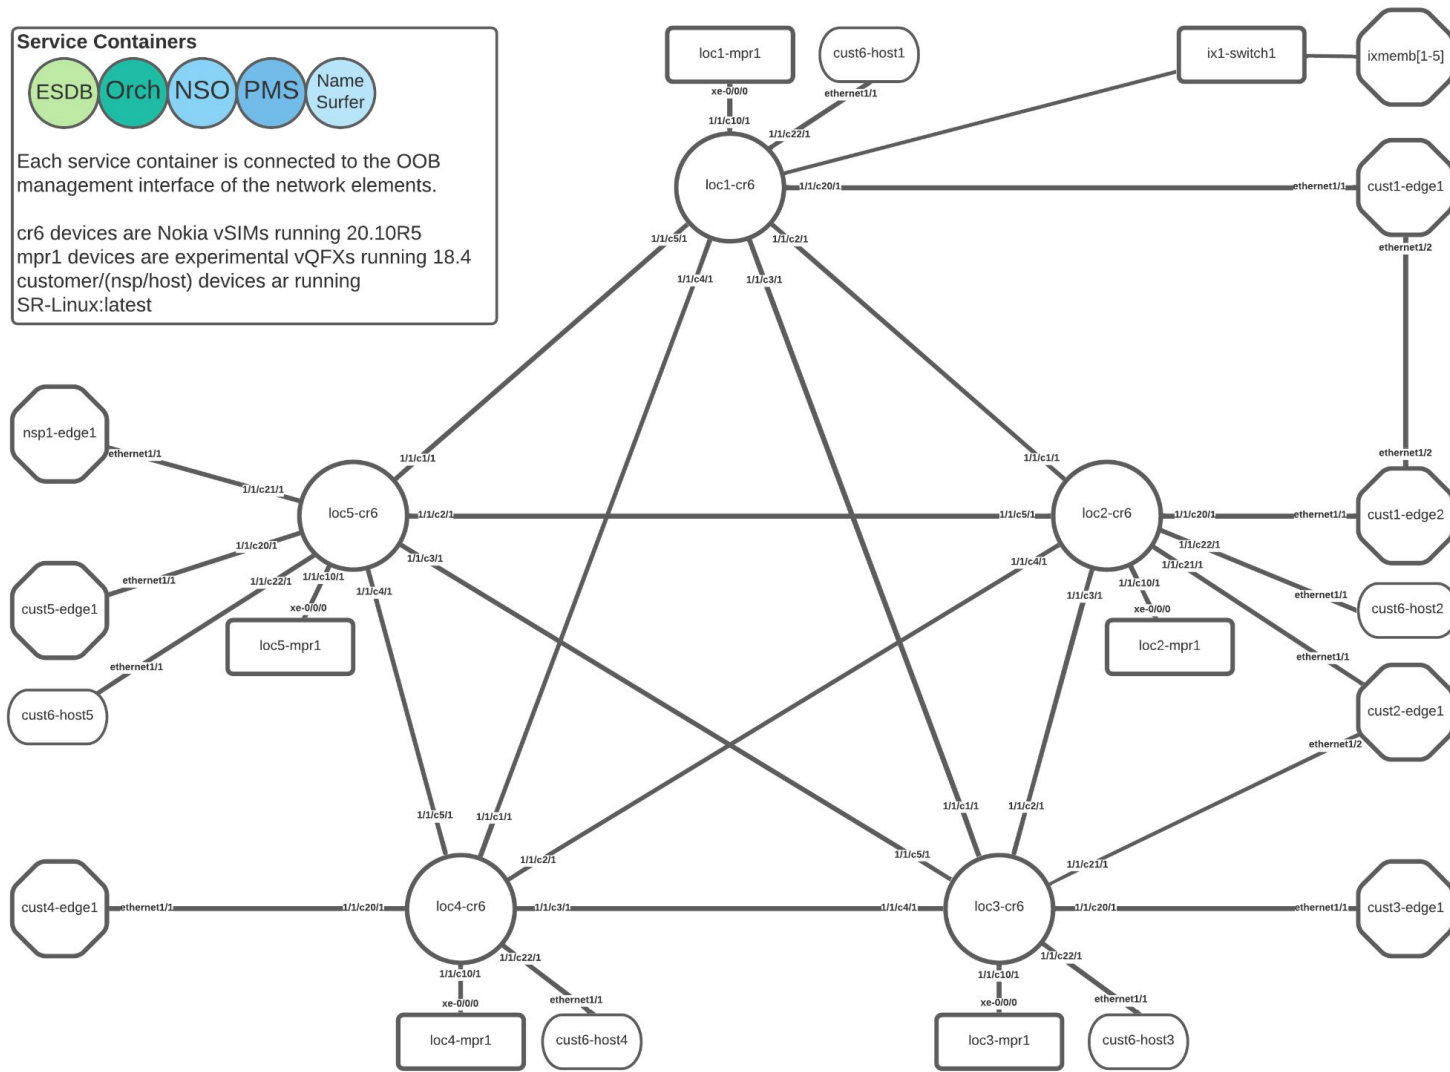 Service Containers
ESDB
Orch
NSO
PMS
Name
Surfer
Each service container is connected to the OOB
management interface of the network elements.
cr6 devices are Nokia vSIMs running 20.10R5
mpr1 devices are experimental vQFXs running 18.4
customer/(nsp/host) devices ar running
SR-Linux:latest
loc1-mpr1
cust6-host1
ix1-switch1
ixmemb[1-5]
xe-0/0/0
ethernet1/1
1/1/c10/1
1/1/c22/1
loc1-cr6
1/1/c20/1
ethernet1/1
cust1-edge1
1/1/c5/1
1/1/c2/1
ethernet1/2
1/1/c4/1
1/1/c3/1
nsp1-edge1
ethernet1/1
1/1/c1/1
1/1/c1/1
ethernet1/2
1/1/c21/1
loc5-cr6
1/1/c2/1
1/1/c5/1
loc2-cr6
1/1/c20/1
ethernet1/1
cust1-edge2
1/1/c20/1
1/1/c3/1
1/1/c4/1
1/1/c22/1
1/1/c21/1
ethernet1/1
1/1/c22/1
1/1/c10/1
1/1/c4/1
1/1/c10/1
1/1/c3/1
ethernet1/1
cust5-edge1
xe-0/0/0
xe-0/0/0
cust6-host2
loc5-mpr1
loc2-mpr1
ethernet1/1
ethernet1/1
cust6-host5
cust2-edge1
ethernet1/2
1/1/c5/1
1/1/c1/1
1/1/c1/1
1/1/c2/1
1/1/c2/1
1/1/c5/1
1/1/c21/1
cust4-edge1
ethernet1/1
1/1/c20/1
loc4-cr6
1/1/c3/1
1/1/c4/1
loc3-cr6
1/1/c20/1
ethernet1/1
cust3-edge1
1/1/c22/1
1/1/c22/1
1/1/c10/1
1/1/c10/1
xe-0/0/0
ethernet1/1
xe-0/0/0
ethernet1/1
loc4-mpr1
cust6-host4
loc3-mpr1
cust6-host3